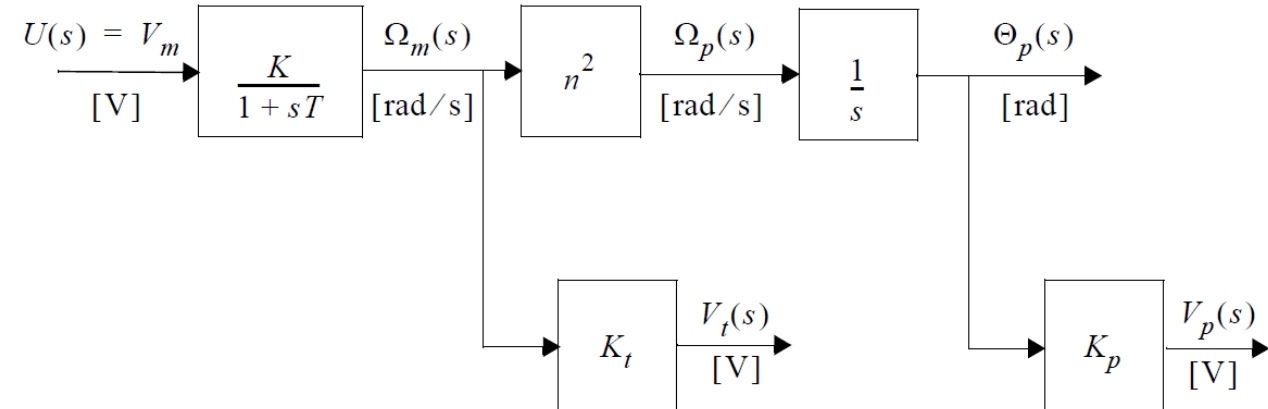 U(s) = V_m
[V]
K
1 + sT
Ω_m(s)
[rad/s]
n^2
Ω_p(s)
[rad/s]
1
s
Θ_p(s)
[rad]
K_t
V_t(s)
[V]
K_p
V_p(s)
[V]